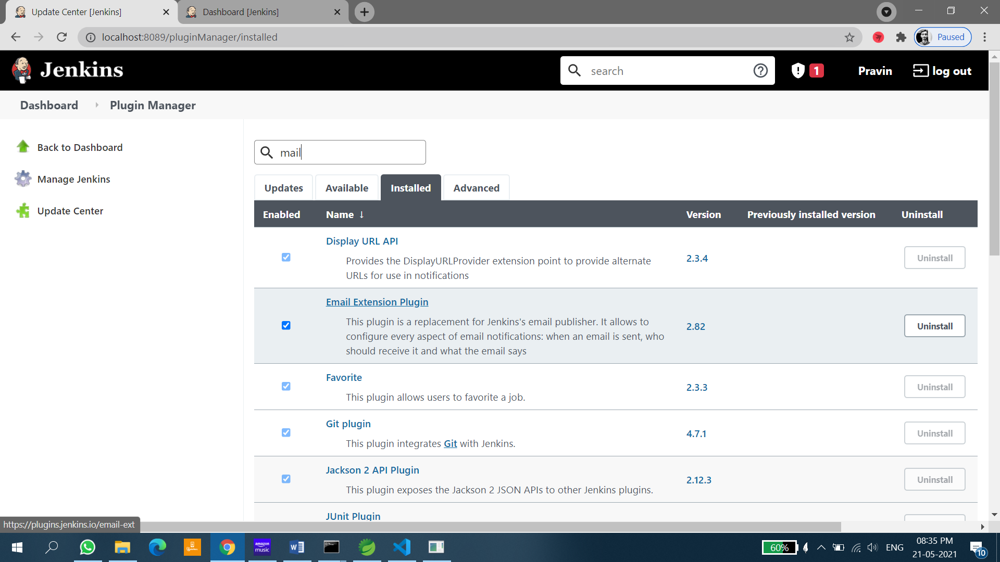 Update Center [Jenkins]
Dashboard [Jenkins]
localhost:8089/pluginManager/installed
Paused
Jenkins
search
1
Pravin
log out
Dashboard
Plugin Manager
Back to Dashboard
Manage Jenkins
Update Center
mail
Updates
Available
Installed
Advanced
Enabled
Name ↓
Version
Previously installed version
Uninstall
Display URL API
Provides the DisplayURLProvider extension point to provide alternate
URLs for use in notifications
2.3.4
Uninstall
Email Extension Plugin
This plugin is a replacement for Jenkins's email publisher. It allows to
configure every aspect of email notifications: when an email is sent, who
should receive it and what the email says
2.82
Uninstall
Favorite
This plugin allows users to favorite a job.
2.3.3
Uninstall
Git plugin
This plugin integrates Git with Jenkins.
4.7.1
Uninstall
Jackson 2 API Plugin
This plugin exposes the Jackson 2 JSON APIs to other Jenkins plugins.
2.12.3
Uninstall
JUnit Plugin
https://plugins.jenkins.io/email-ext
amazon
music
60%
ENG
08:35 PM
21-05-2021
10